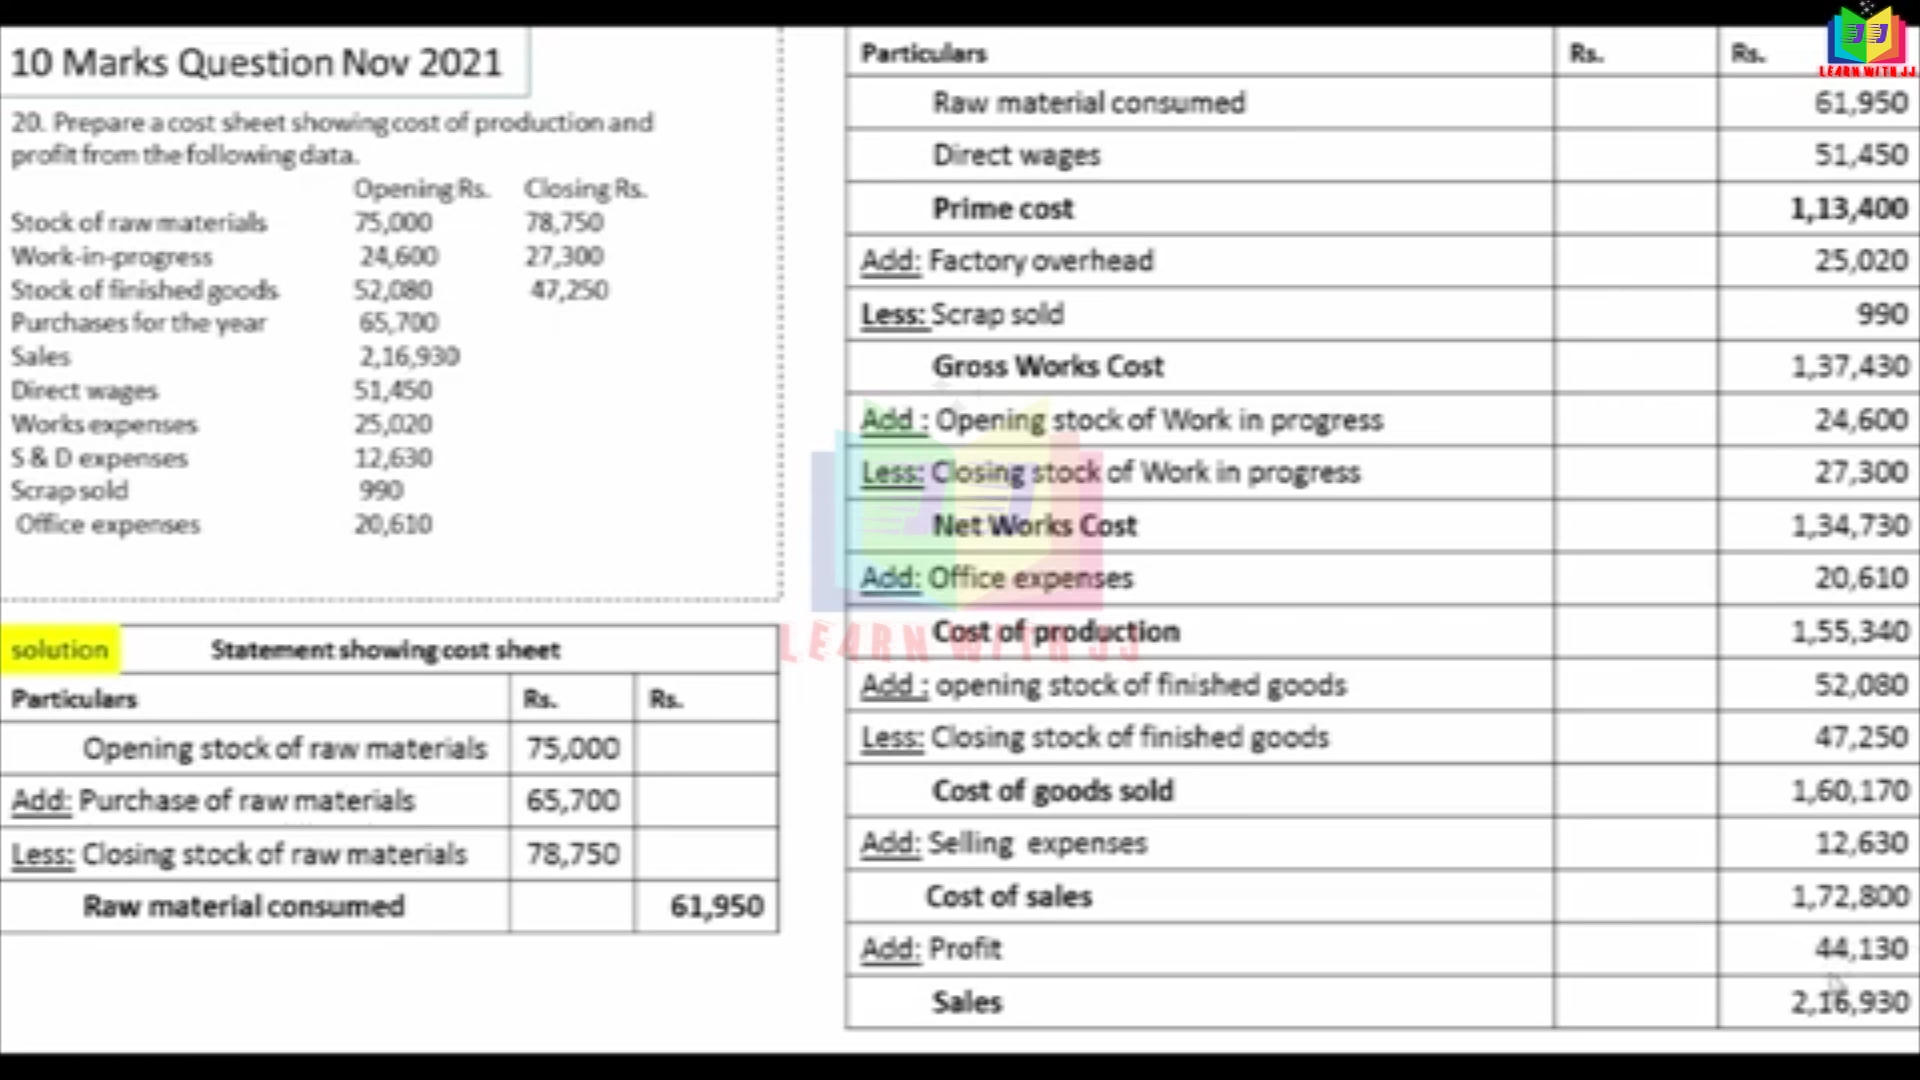 10 Marks Question Nov 2021
20. Prepare a cost sheet showing cost of production and
profit from the following data.
Opening Rs. Closing Rs.
Stock of raw materials 75,000 78,750
Work-in-progress 24,600 27,300
Stock of finished goods 52,080 47,250
Purchases for the year 65,700
Sales 2,16,930
Direct wages 51,450
Works expenses 25,020
S & D expenses 12,630
Scrap sold 990
Office expenses 20,610
solution Statement showing cost sheet
Particulars Rs. Rs.
Opening stock of raw materials 75,000
Add: Purchase of raw materials 65,700
Less: Closing stock of raw materials 78,750
Raw material consumed 61,950
Particulars Rs. Rs.
Raw material consumed 61,950
Direct wages 51,450
Prime cost 1,13,400
Add: Factory overhead 25,020
Less: Scrap sold 990
Gross Works Cost 1,37,430
Add : Opening stock of Work in progress 24,600
Less: Closing stock of Work in progress 27,300
Net Works Cost 1,34,730
Add: Office expenses 20,610
Cost of production 1,55,340
Add : opening stock of finished goods 52,080
Less: Closing stock of finished goods 47,250
Cost of goods sold 1,60,170
Add: Selling expenses 12,630
Cost of sales 1,72,800
Add: Profit 44,130
Sales 2,16,930
JJ
LEARN WITH JJ
JJ
LEARN WITH JJ